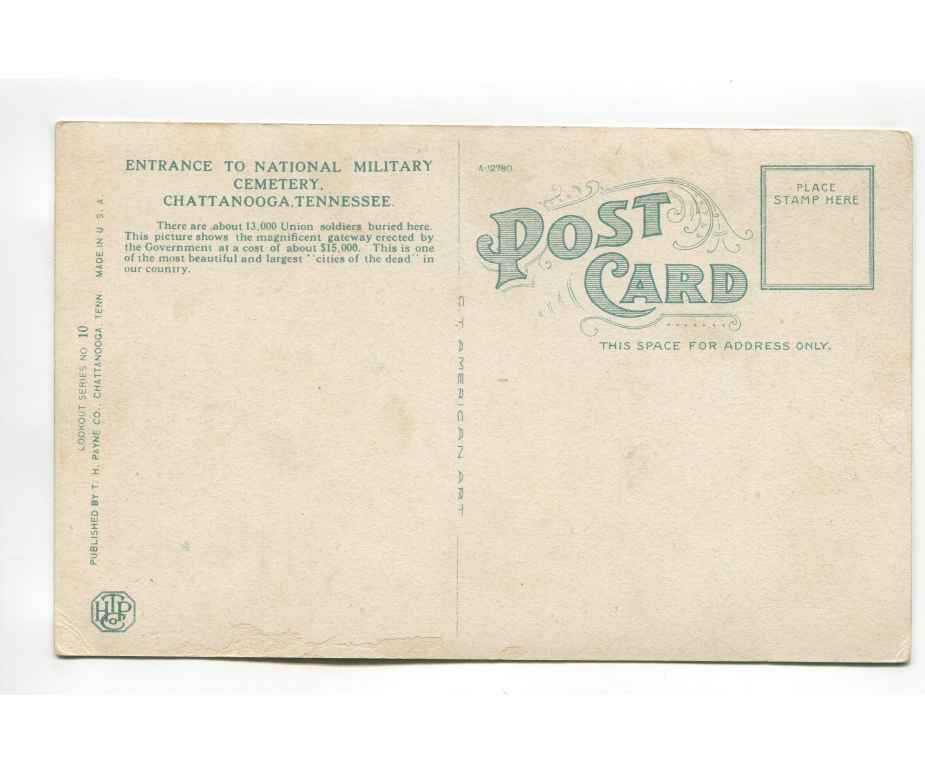 ENTRANCE TO NATIONAL MILITARY
CEMETERY,
CHATTANOOGA, TENNESSEE.
There are about 13,000 Union soldiers buried here.
This picture shows the magnificent gateway erected by
the Government at a cost of about $15,000. This is one
of the most beautiful and largest "cities of the dead" in
our country.
LOOKOUT SERIES NO 10
PUBLISHED BY T. H. PAYNE CO., CHATTANOOGA, TENN. MADE IN U. S. A.
THP Co
C. T. AMERICAN ART
A-12780
POST
CARD
PLACE
STAMP HERE
THIS SPACE FOR ADDRESS ONLY.